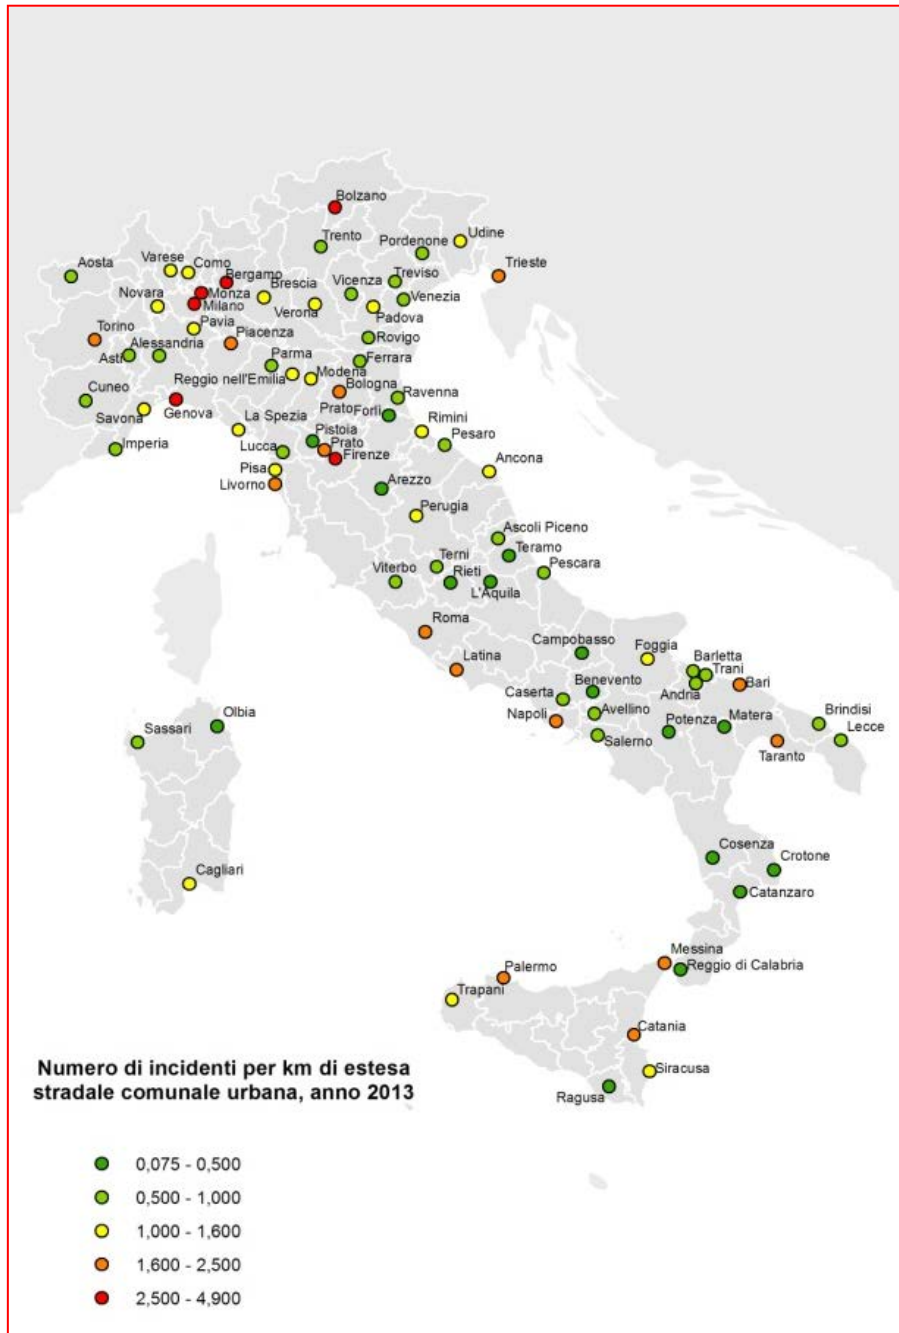 Bolzano
Trento
Pordenone
Udine
Aosta
Varese
Como
Bergamo
Brescia
Vicenza
Treviso
Trieste
Novara
Monza
Milano
Verona
Venezia
Padova
Torino
Pavia
Piacenza
Rovigo
Asti
Alessandria
Parma
Ferrara
Reggio nell'Emilia
Modena
Bologna
Ravenna
Cuneo
Savona
Genova
La Spezia
Prato
Forlì
Rimini
Imperia
Lucca
Pistoia
Prato
Firenze
Pesaro
Pisa
Livorno
Arezzo
Ancona
Perugia
Ascoli Piceno
Teramo
Terni
Viterbo
Rieti
L'Aquila
Pescara
Roma
Latina
Campobasso
Foggia
Barletta
Trani
Andria
Bari
Benevento
Caserta
Napoli
Avellino
Salerno
Potenza
Matera
Taranto
Brindisi
Lecce
Olbia
Sassari
Cagliari
Cosenza
Crotone
Catanzaro
Messina
Reggio di Calabria
Palermo
Trapani
Catania
Siracusa
Ragusa
Numero di incidenti per km di estesa
stradale comunale urbana, anno 2013
0,075 - 0,500
0,500 - 1,000
1,000 - 1,600
1,600 - 2,500
2,500 - 4,900